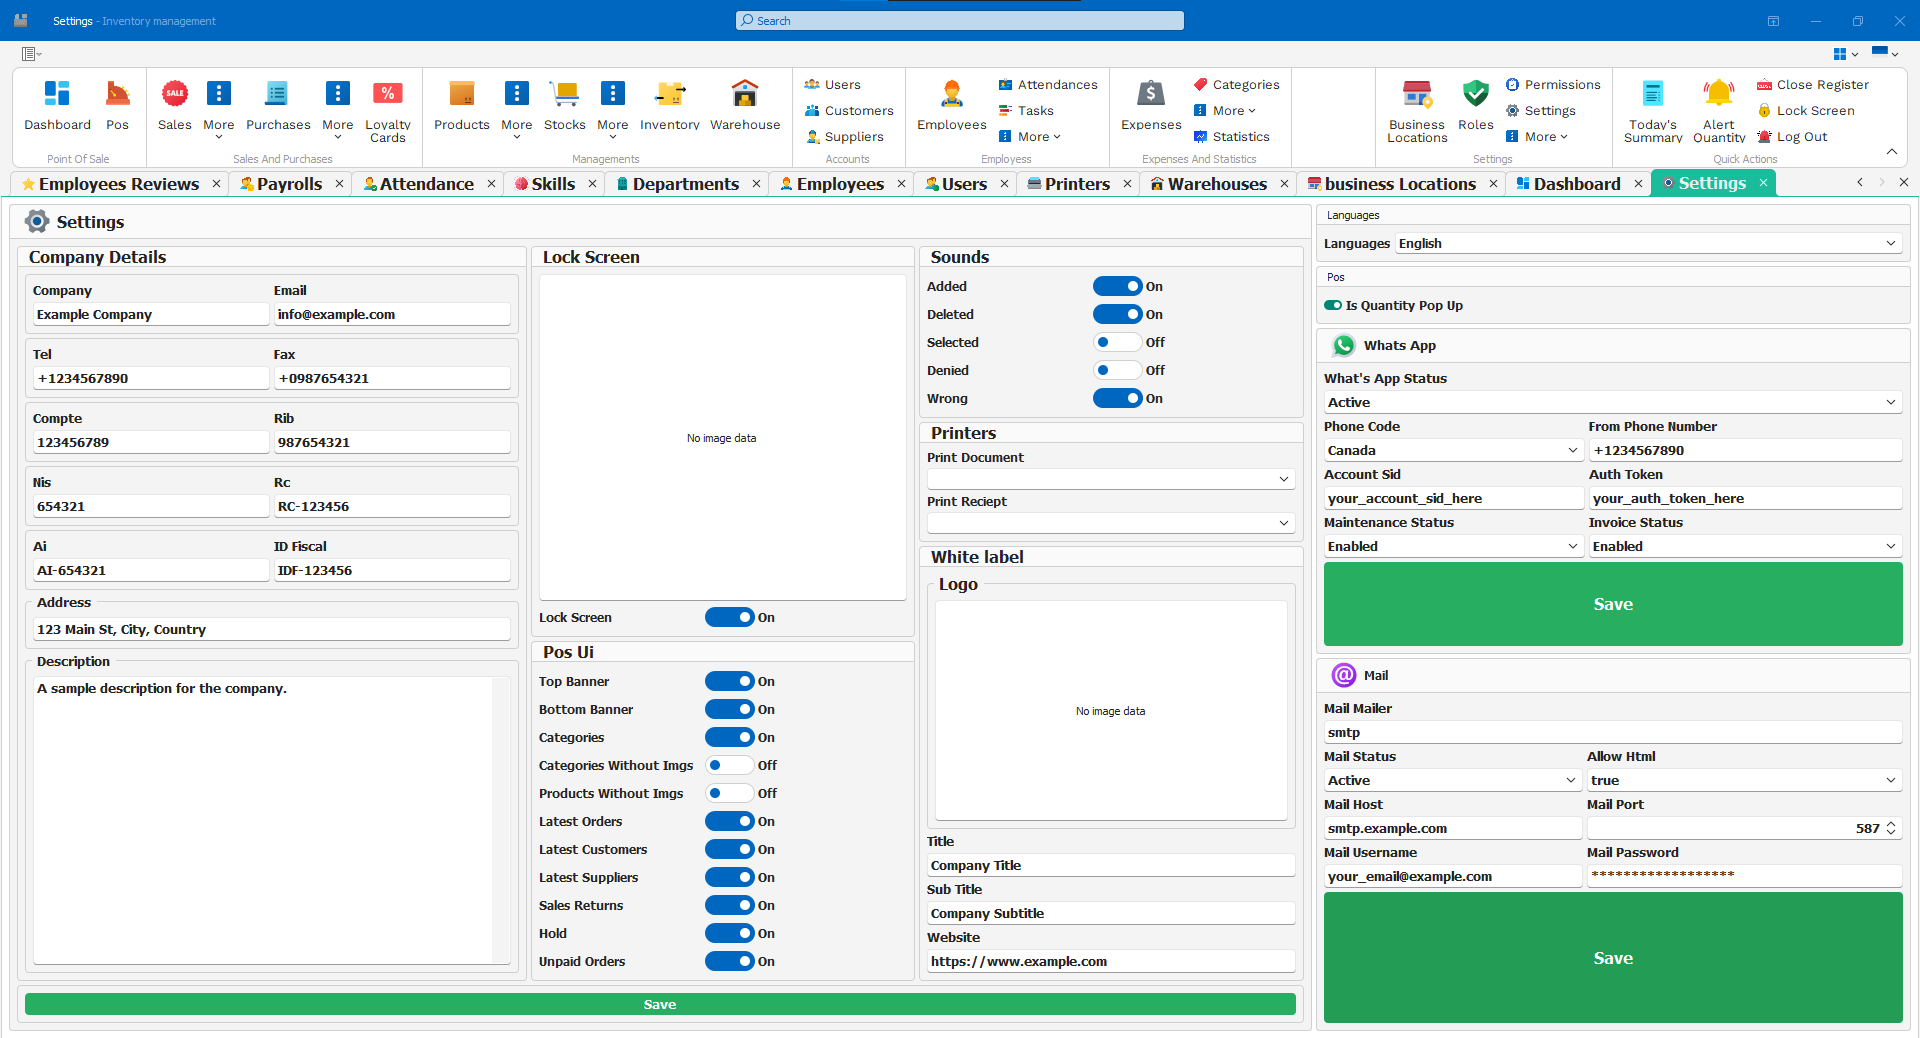 Settings - Inventory management
Search
Dashboard
Pos
Point Of Sale
Sales
More
Purchases
More
Loyalty Cards
Sales And Purchases
Products
More
Stocks
More
Inventory
Warehouse
Managements
Users
Customers
Suppliers
Accounts
Employees
Attendances
Tasks
More
Employess
Expenses
Categories
More
Statistics
Expenses And Statistics
Business Locations
Roles
Permissions
Settings
More
Settings
Today's Summary
Alert Quantity
Close Register
Lock Screen
Log Out
Quick Actions
Employees Reviews
Payrolls
Attendance
Skills
Departments
Employees
Users
Printers
Warehouses
business Locations
Dashboard
Settings
Settings
Company Details
Company
Email
Example Company
info@example.com
Tel
Fax
+1234567890
+0987654321
Compte
Rib
123456789
987654321
Nis
Rc
654321
RC-123456
Ai
ID Fiscal
AI-654321
IDF-123456
Address
123 Main St, City, Country
Description
A sample description for the company.
Lock Screen
No image data
Lock Screen On
Pos Ui
Top Banner On
Bottom Banner On
Categories On
Categories Without Imgs Off
Products Without Imgs Off
Latest Orders On
Latest Customers On
Latest Suppliers On
Sales Returns On
Hold On
Unpaid Orders On
Sounds
Added On
Deleted On
Selected Off
Denied Off
Wrong On
Printers
Print Document
Print Reciept
White label
Logo
No image data
Title
Company Title
Sub Title
Company Subtitle
Website
https://www.example.com
Save
Languages
Languages English
Pos
Is Quantity Pop Up
Whats App
What's App Status
Active
Phone Code
From Phone Number
Canada
+1234567890
Account Sid
Auth Token
your_account_sid_here
your_auth_token_here
Maintenance Status
Invoice Status
Enabled
Enabled
Save
Mail
Mail Mailer
smtp
Mail Status
Allow Html
Active
true
Mail Host
Mail Port
smtp.example.com
587
Mail Username
Mail Password
your_email@example.com
******************
Save